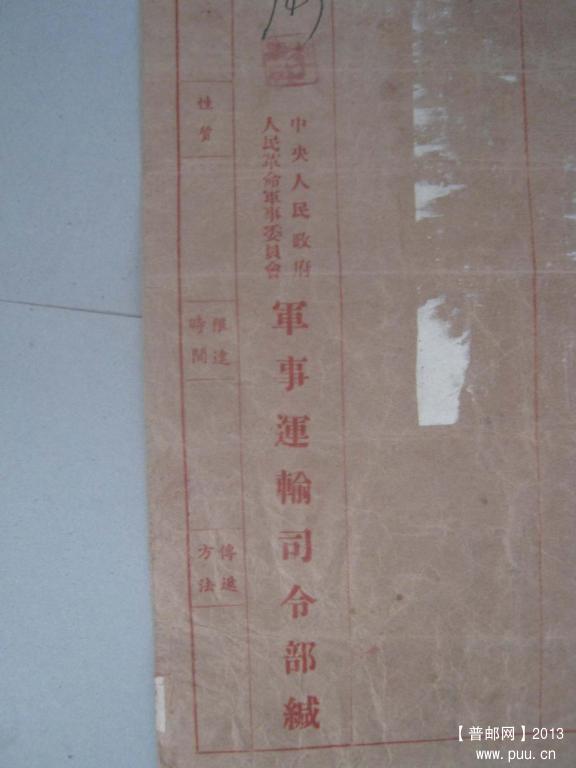 中央人民政府
人民革命軍事委員會
軍事運輸司令部緘
性質
限達
時間
傳遞
方法
【普邮网】2013
www.puu.cn